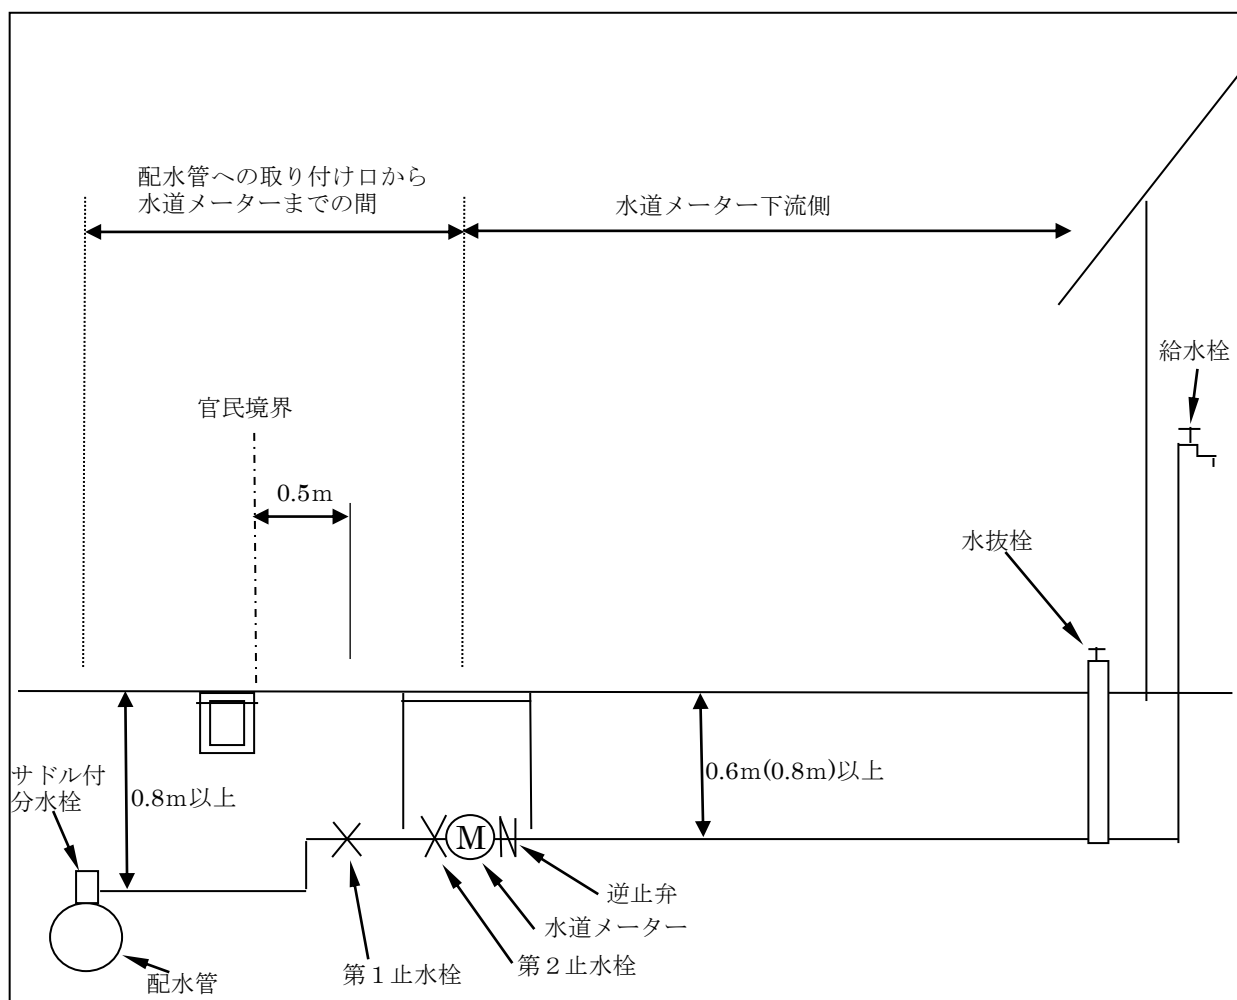 配水管への取り付け口から
水道メーターまでの間
水道メーター下流側
給水栓
官民境界
0.5m
水抜栓
サドル付
分水栓
0.8m以上
0.6m(0.8m)以上
M
逆止弁
水道メーター
第２止水栓
第１止水栓
配水管